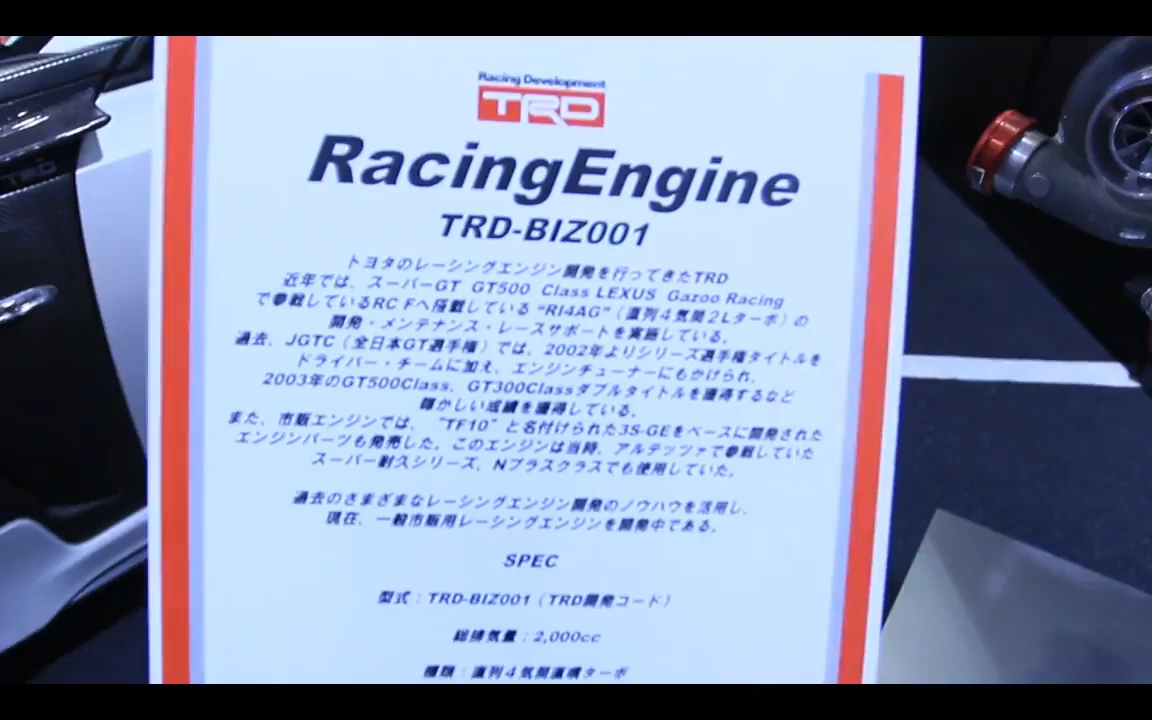 Racing Development
TRD
RacingEngine
TRD-BIZ001
トヨタのレーシングエンジン開発を行ってきたTRD
近年では、スーパーGT GT500 Class LEXUS Gazoo Racing
で参戦しているRC Fへ搭載している“RI4AG”（直列４気筒２Lターボ）の
開発・メンテナンス・レースサポートを実施している。
過去、JGTC（全日本GT選手権）では、2002年よりシリーズ選手権タイトルを
ドライバー・チームに加え、エンジンチューナーにもかけられ、
2003年のGT500Class、GT300Classダブルタイトルを獲得するなど
輝かしい成績を獲得している。
また、市販エンジンでは、“TF10”と名付けられた3S-GEをベースに開発された
エンジンパーツも発売した。このエンジンは当時、アルテッツァで参戦していた
スーパー耐久シリーズ、Nプラスクラスでも使用していた。
過去のさまざまなレーシングエンジン開発のノウハウを活用し、
現在、一般市販用レーシングエンジンを開発中である。
SPEC
型式：TRD-BIZ001（TRD開発コード）
総排気量：2,000cc
種類：直列４気筒直噴ターボ
TRD